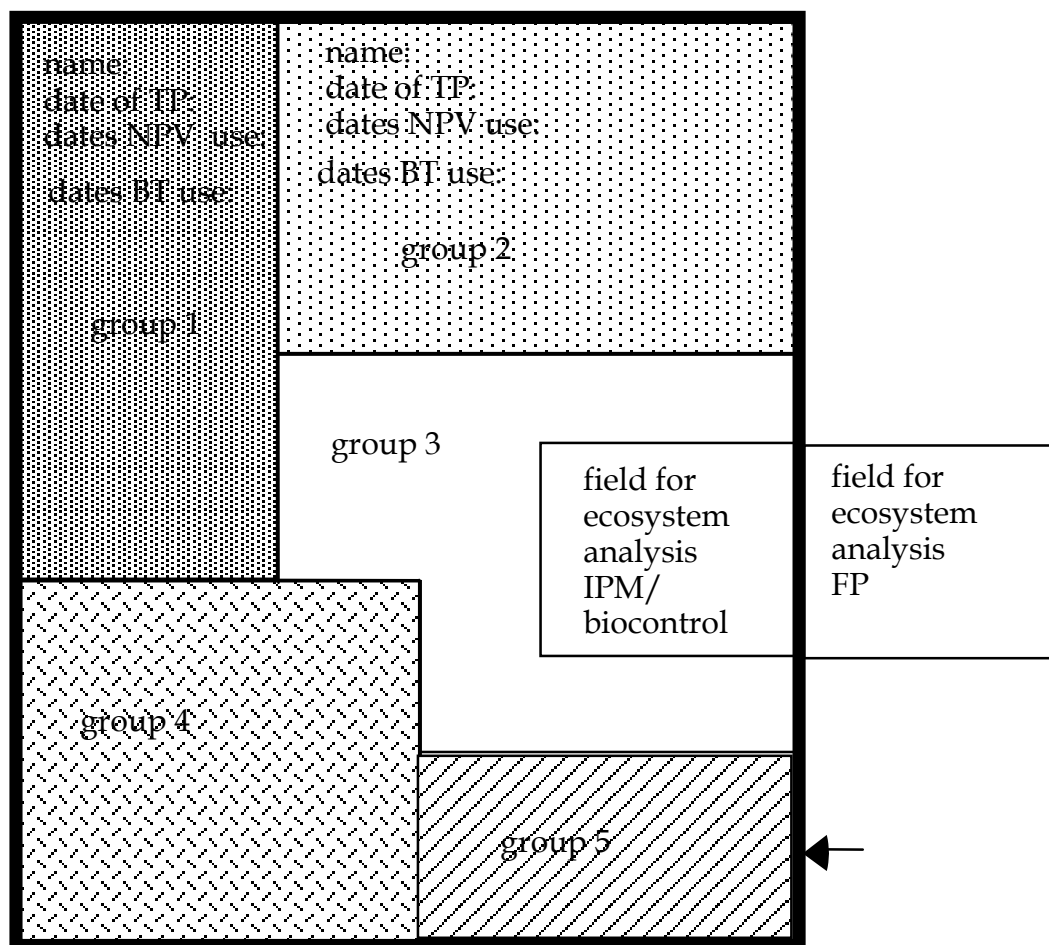 name:
date of TP:
dates NPV use:
dates BT use:
group 1
name:
date of TP:
dates NPV use:
dates BT use:
group 2
group 3
field for
ecosystem
analysis
IPM/
biocontrol
field for
ecosystem
analysis
FP
group 4
group 5